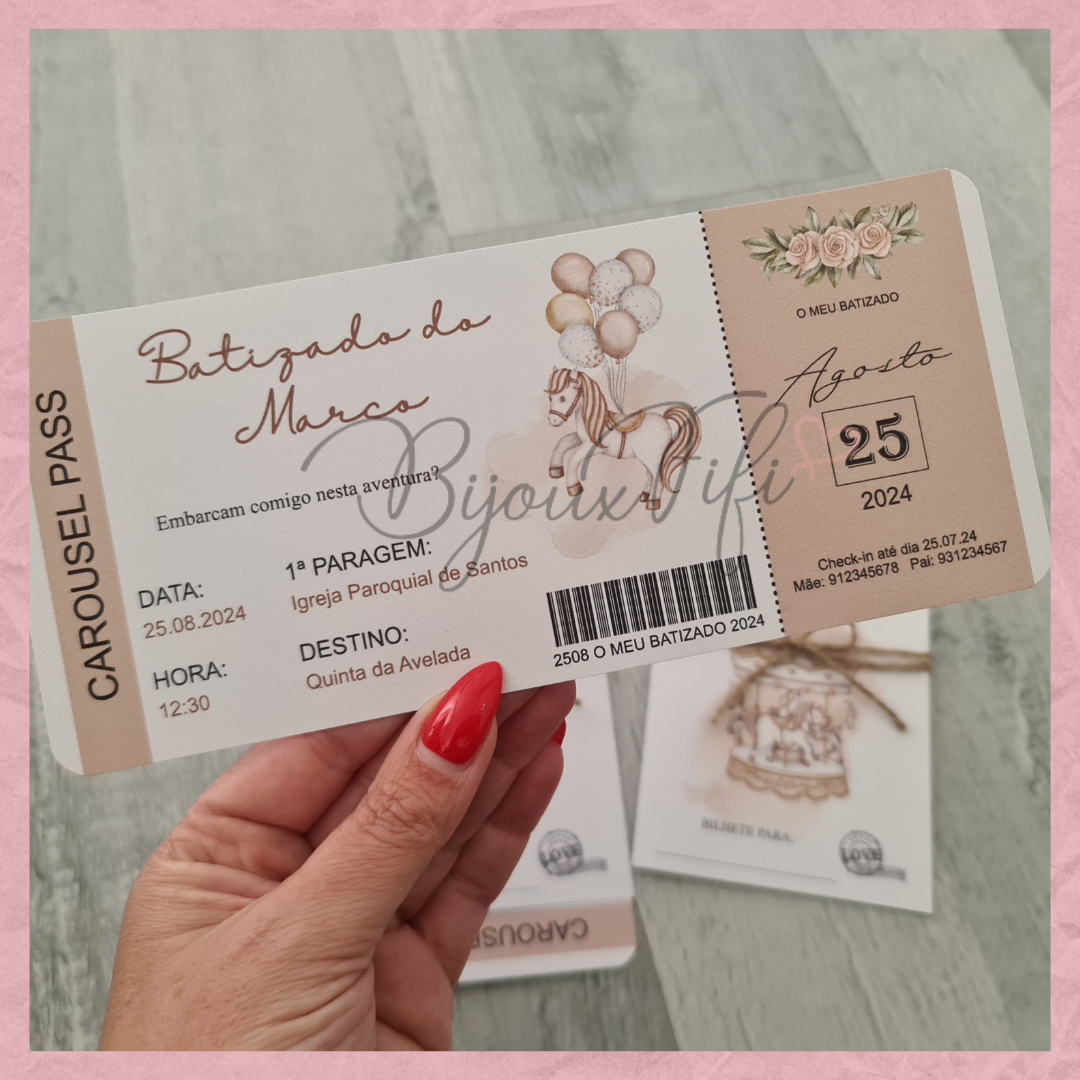 CAROUSEL PASS
Batizado do
Marco
Embarcam comigo nesta aventura?
DATA:
25.08.2024
HORA:
12:30
1ª PARAGEM:
Igreja Paroquial de Santos
DESTINO:
Quinta da Avelada
2508 O MEU BATIZADO 2024
O MEU BATIZADO
Agosto
25
2024
Check-in até dia 25.07.24
Mãe: 912345678 Pai: 931234567
BijouxFifi
BILHETE PARA:
LOVE
LOVE
CAROUSE